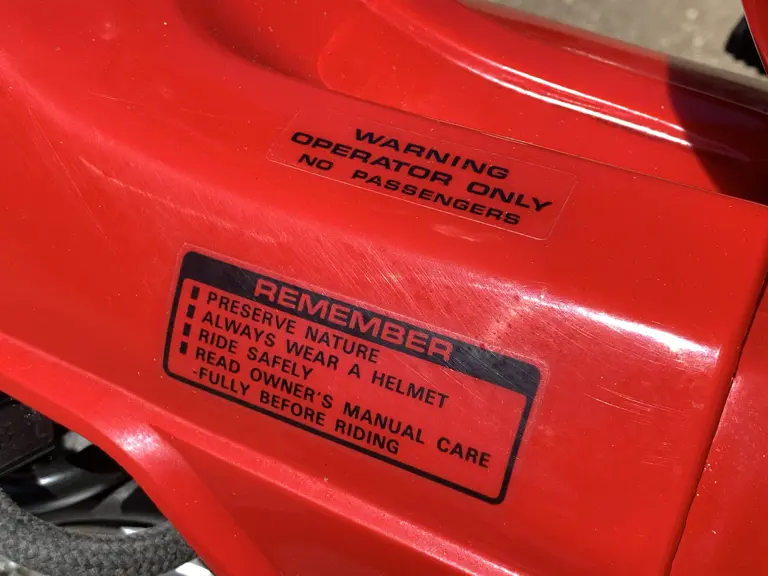 WARNING
OPERATOR ONLY
NO PASSENGERS
REMEMBER
PRESERVE NATURE
ALWAYS WEAR A HELMET
RIDE SAFELY
READ OWNER'S MANUAL CARE
-FULLY BEFORE RIDING